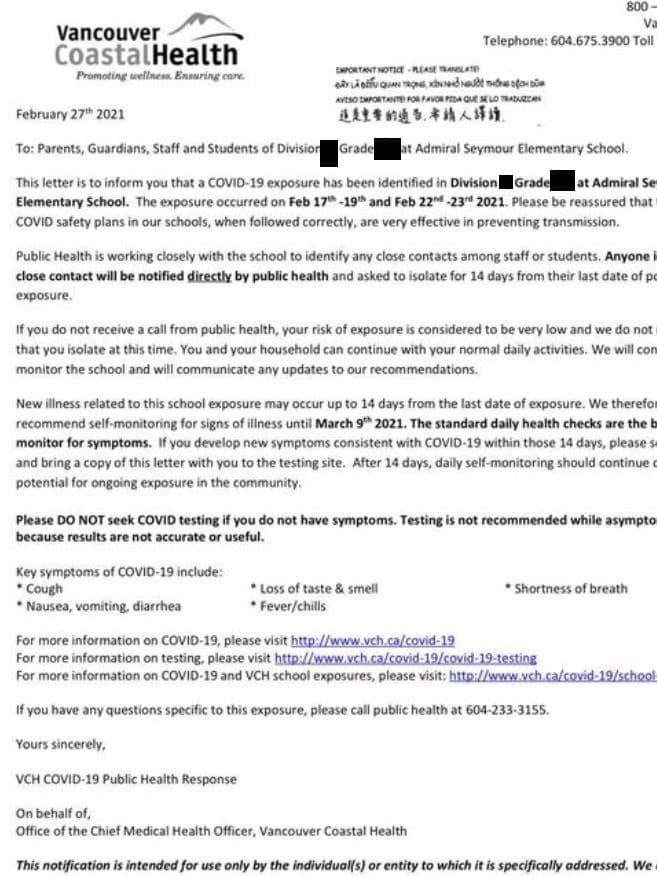 800 –
Vancouver
CoastalHealth
Promoting wellness. Ensuring care.
Va
Telephone: 604.675.3900 Toll
IMPORTANT NOTICE - PLEASE TRANSLATE!
ĐÂY LÀ ĐIỀU QUAN TRỌNG, XIN NHỜ NGƯỜI THÔNG DỊCH DÙM
AVISO IMPORTANTE! POR FAVOR PIDA QUE SE LO TRADUZCAN
這是重要的通告,希請人譯讀.
February 27th 2021
To: Parents, Guardians, Staff and Students of Division Grade at Admiral Seymour Elementary School.
This letter is to inform you that a COVID-19 exposure has been identified in Division Grade at Admiral Se
Elementary School. The exposure occurred on Feb 17th -19th and Feb 22nd -23rd 2021. Please be reassured that
COVID safety plans in our schools, when followed correctly, are very effective in preventing transmission.
Public Health is working closely with the school to identify any close contacts among staff or students. Anyone i
close contact will be notified directly by public health and asked to isolate for 14 days from their last date of po
exposure.
If you do not receive a call from public health, your risk of exposure is considered to be very low and we do not
that you isolate at this time. You and your household can continue with your normal daily activities. We will con
monitor the school and will communicate any updates to our recommendations.
New illness related to this school exposure may occur up to 14 days from the last date of exposure. We therefor
recommend self-monitoring for signs of illness until March 9th 2021. The standard daily health checks are the b
monitor for symptoms. If you develop new symptoms consistent with COVID-19 within those 14 days, please s
and bring a copy of this letter with you to the testing site. After 14 days, daily self-monitoring should continue
potential for ongoing exposure in the community.
Please DO NOT seek COVID testing if you do not have symptoms. Testing is not recommended while asympto
because results are not accurate or useful.
Key symptoms of COVID-19 include:
* Cough * Loss of taste & smell * Shortness of breath
* Nausea, vomiting, diarrhea * Fever/chills
For more information on COVID-19, please visit http://www.vch.ca/covid-19
For more information on testing, please visit http://www.vch.ca/covid-19/covid-19-testing
For more information on COVID-19 and VCH school exposures, please visit: http://www.vch.ca/covid-19/school-
If you have any questions specific to this exposure, please call public health at 604-233-3155.
Yours sincerely,
VCH COVID-19 Public Health Response
On behalf of,
Office of the Chief Medical Health Officer, Vancouver Coastal Health
This notification is intended for use only by the individual(s) or entity to which it is specifically addressed. We